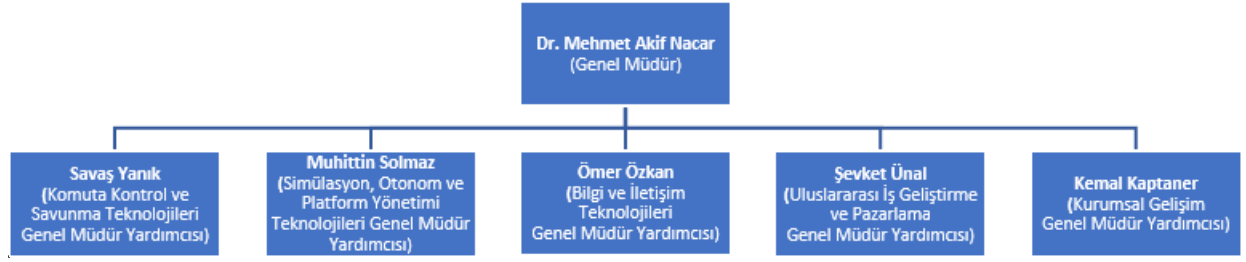 Dr. Mehmet Akif Nacar
(Genel Müdür)
Savaş Yanık
(Komuta Kontrol ve
Savunma Teknolojileri
Genel Müdür Yardımcısı)
Muhittin Solmaz
(Simülasyon, Otonom ve
Platform Yönetimi
Teknolojileri Genel Müdür
Yardımcısı)
Ömer Özkan
(Bilgi ve İletişim
Teknolojileri
Genel Müdür Yardımcısı)
Şevket Ünal
(Uluslararası İş Geliştirme
ve Pazarlama
Genel Müdür Yardımcısı)
Kemal Kaptaner
(Kurumsal Gelişim
Genel Müdür Yardımcısı)